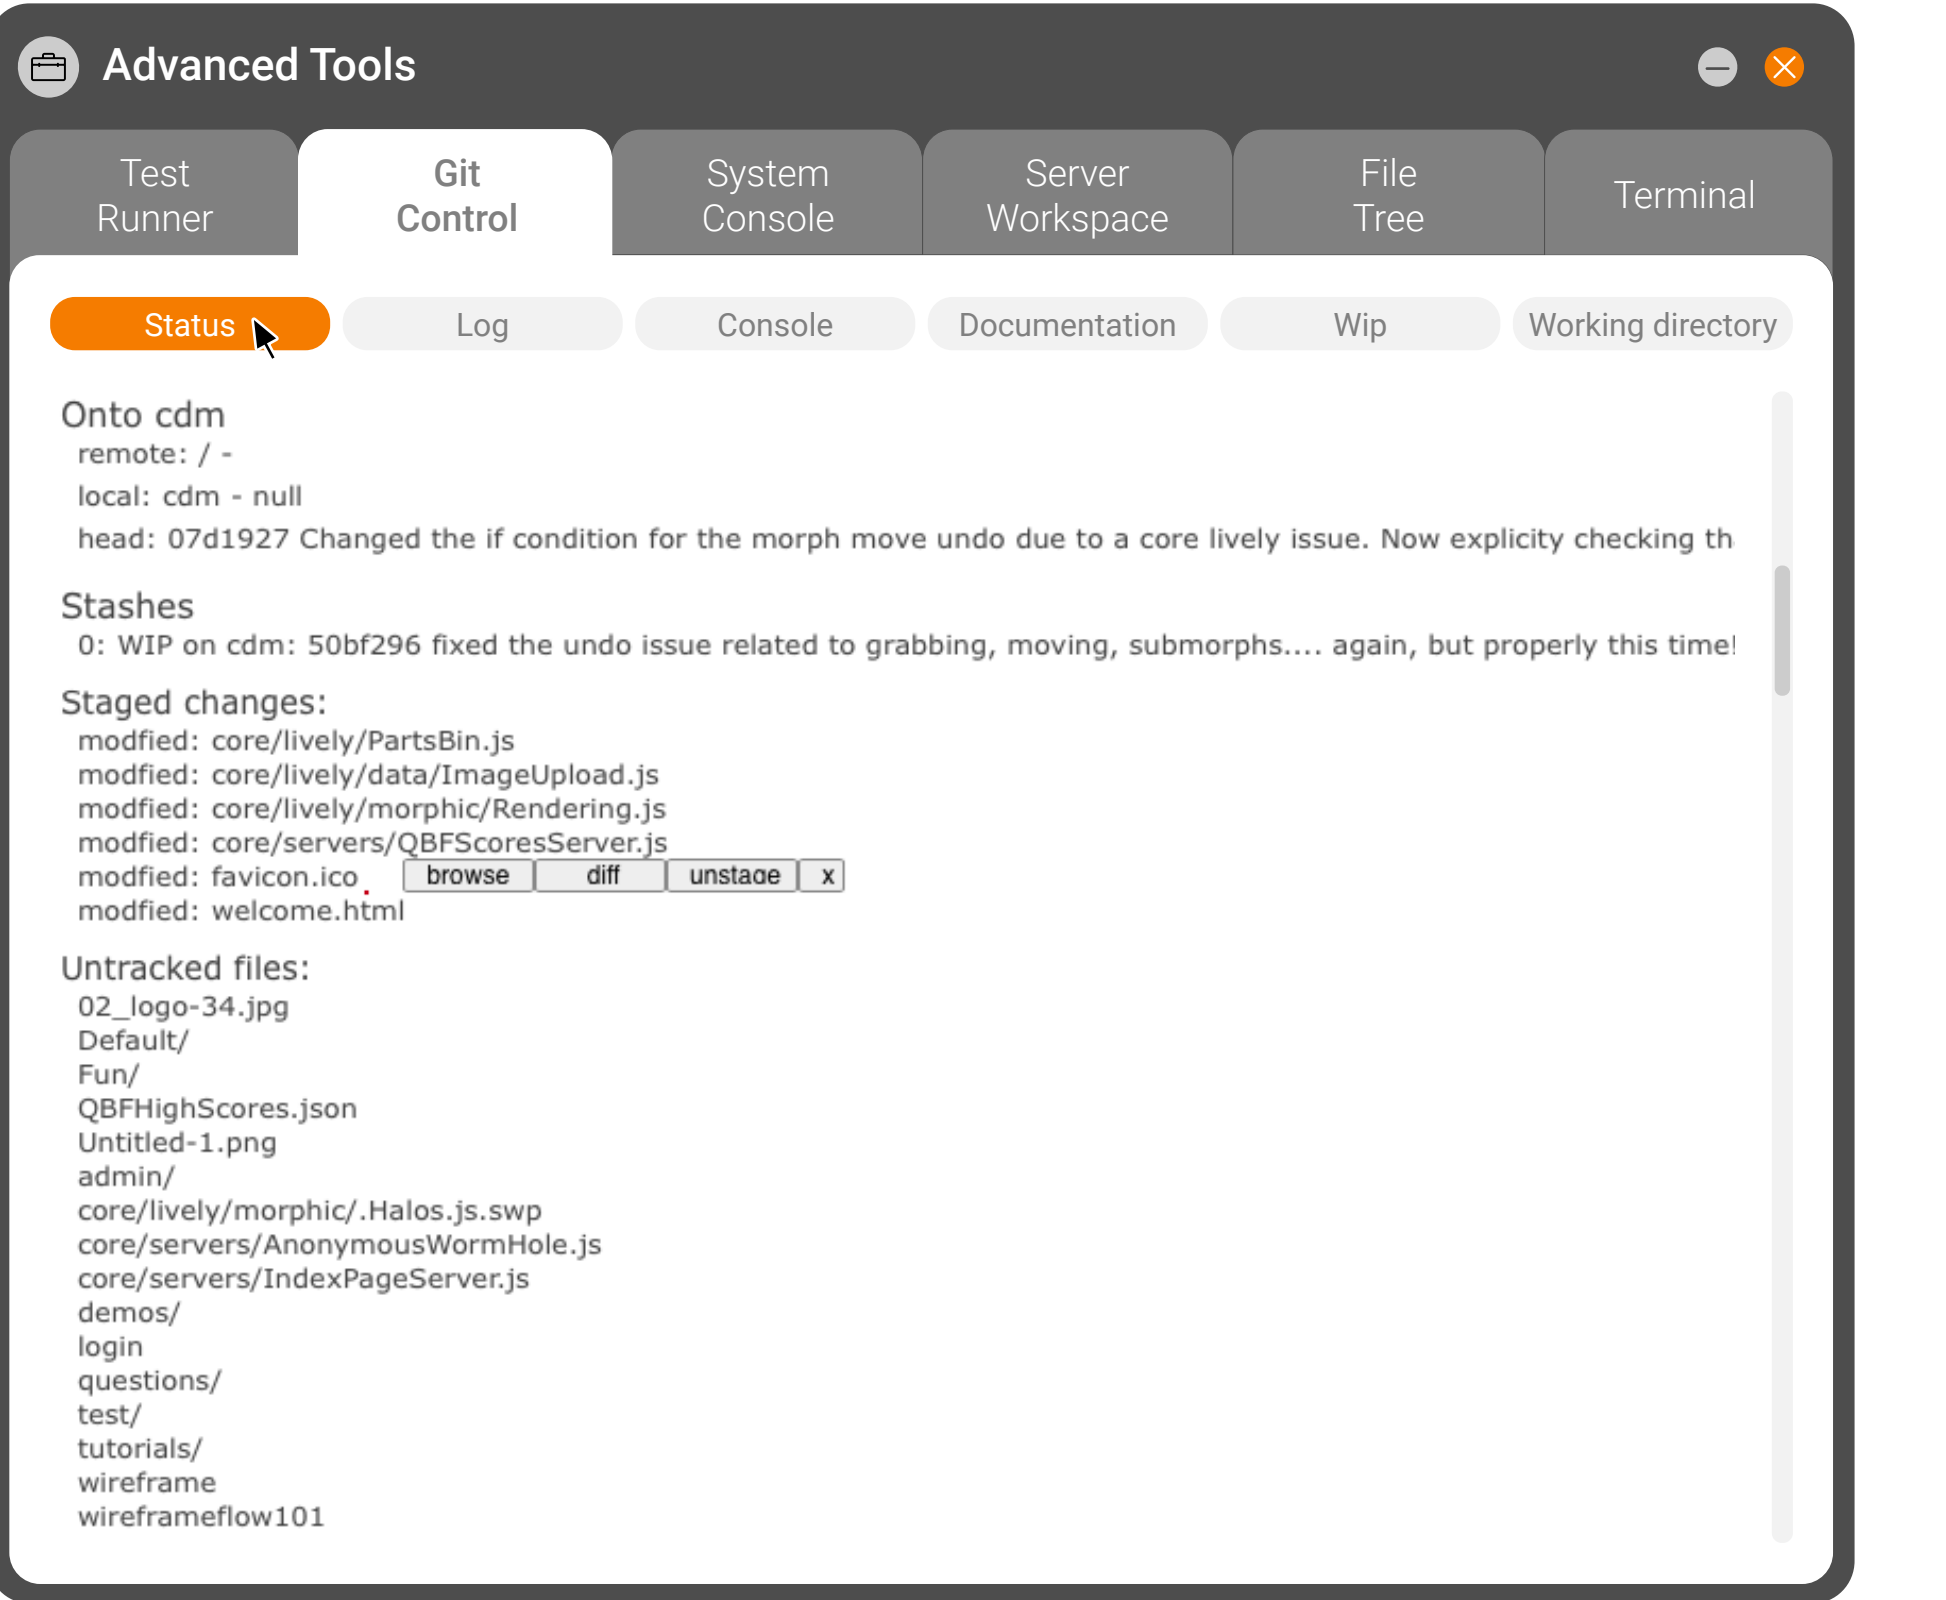 Advanced Tools
Test
Runner
Git
Control
System
Console
Server
Workspace
File
Tree
Terminal
Status
Log
Console
Documentation
Wip
Working directory
Onto cdm
remote: / -
local: cdm - null
head: 07d1927 Changed the if condition for the morph move undo due to a core lively issue. Now explicity checking th
Stashes
0: WIP on cdm: 50bf296 fixed the undo issue related to grabbing, moving, submorphs.... again, but properly this time!
Staged changes:
modfied: core/lively/PartsBin.js
modfied: core/lively/data/ImageUpload.js
modfied: core/lively/morphic/Rendering.js
modfied: core/servers/QBFScoresServer.js
modfied: favicon.ico browse diff unstage x
modfied: welcome.html
Untracked files:
02_logo-34.jpg
Default/
Fun/
QBFHighScores.json
Untitled-1.png
admin/
core/lively/morphic/.Halos.js.swp
core/servers/AnonymousWormHole.js
core/servers/IndexPageServer.js
demos/
login
questions/
test/
tutorials/
wireframe
wireframeflow101